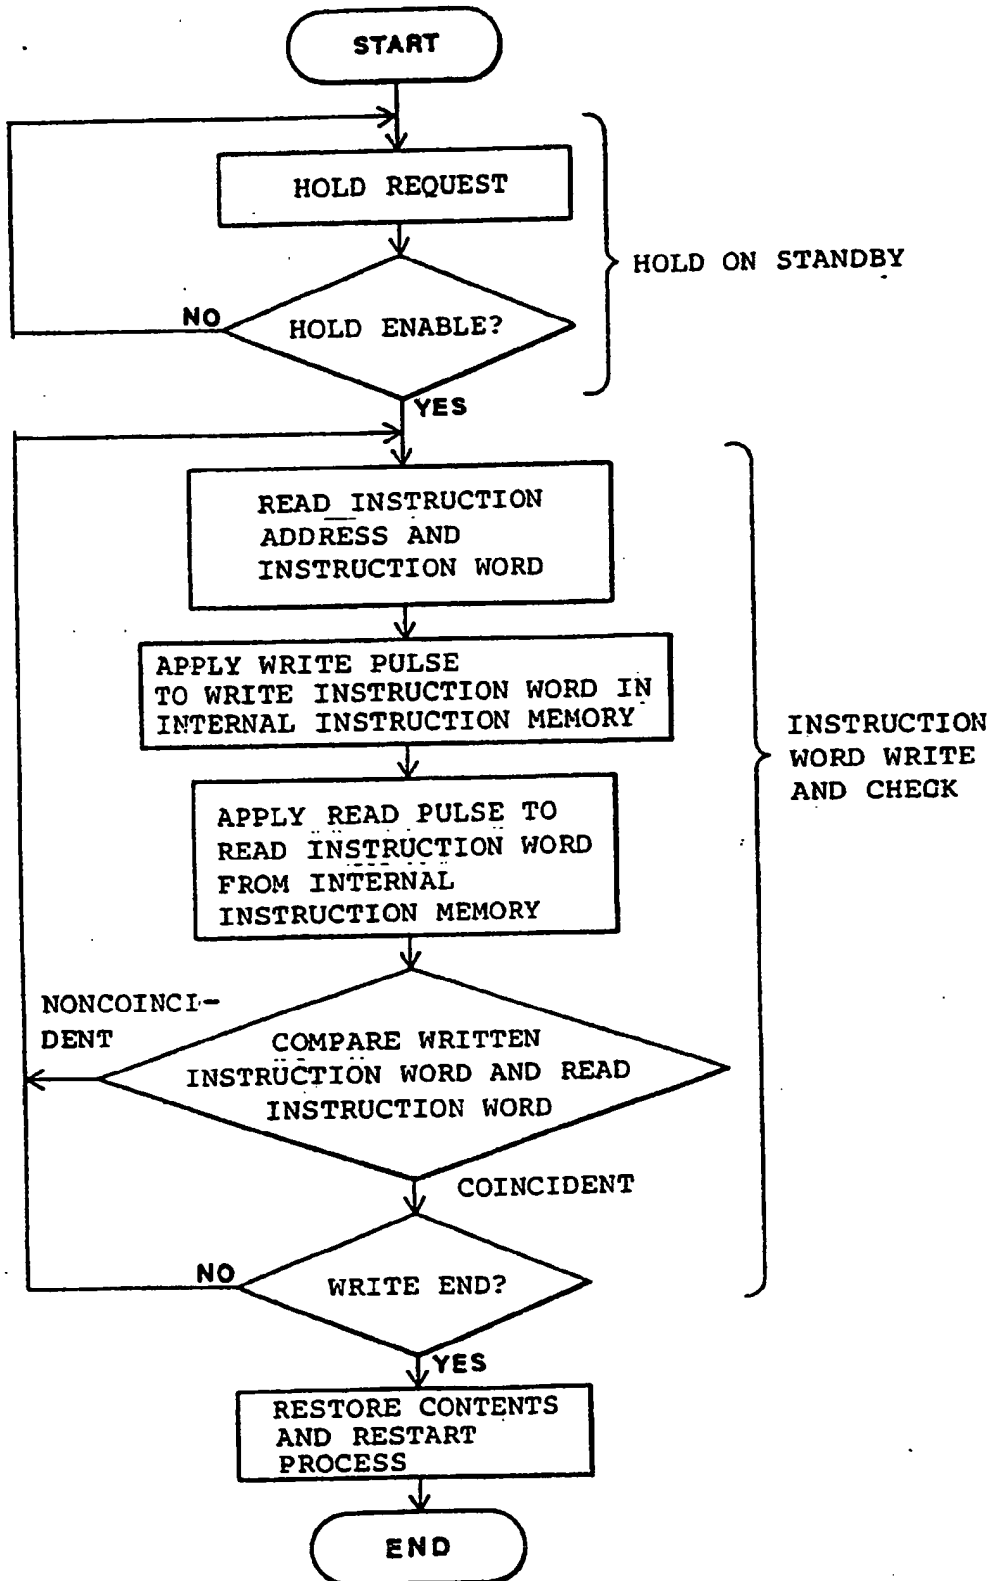 START
HOLD REQUEST
HOLD ON STANDBY
NO
HOLD ENABLE?
YES
READ INSTRUCTION
ADDRESS AND
INSTRUCTION WORD
APPLY WRITE PULSE
TO WRITE INSTRUCTION WORD IN
INTERNAL INSTRUCTION MEMORY
INSTRUCTION
WORD WRITE
AND CHECK
APPLY READ PULSE TO
READ INSTRUCTION WORD
FROM INTERNAL
INSTRUCTION MEMORY
NONCOINCI-
DENT
COMPARE WRITTEN
INSTRUCTION WORD AND READ
INSTRUCTION WORD
COINCIDENT
NO
WRITE END?
YES
RESTORE CONTENTS
AND RESTART
PROCESS
END